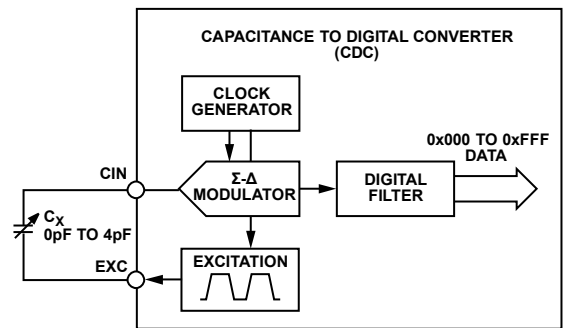 CAPACITANCE TO DIGITAL CONVERTER
(CDC)
CLOCK
GENERATOR
0x000 TO 0xFFF
DATA
CIN
Σ-Δ
MODULATOR
DIGITAL
FILTER
CX
0pF TO 4pF
EXC
EXCITATION